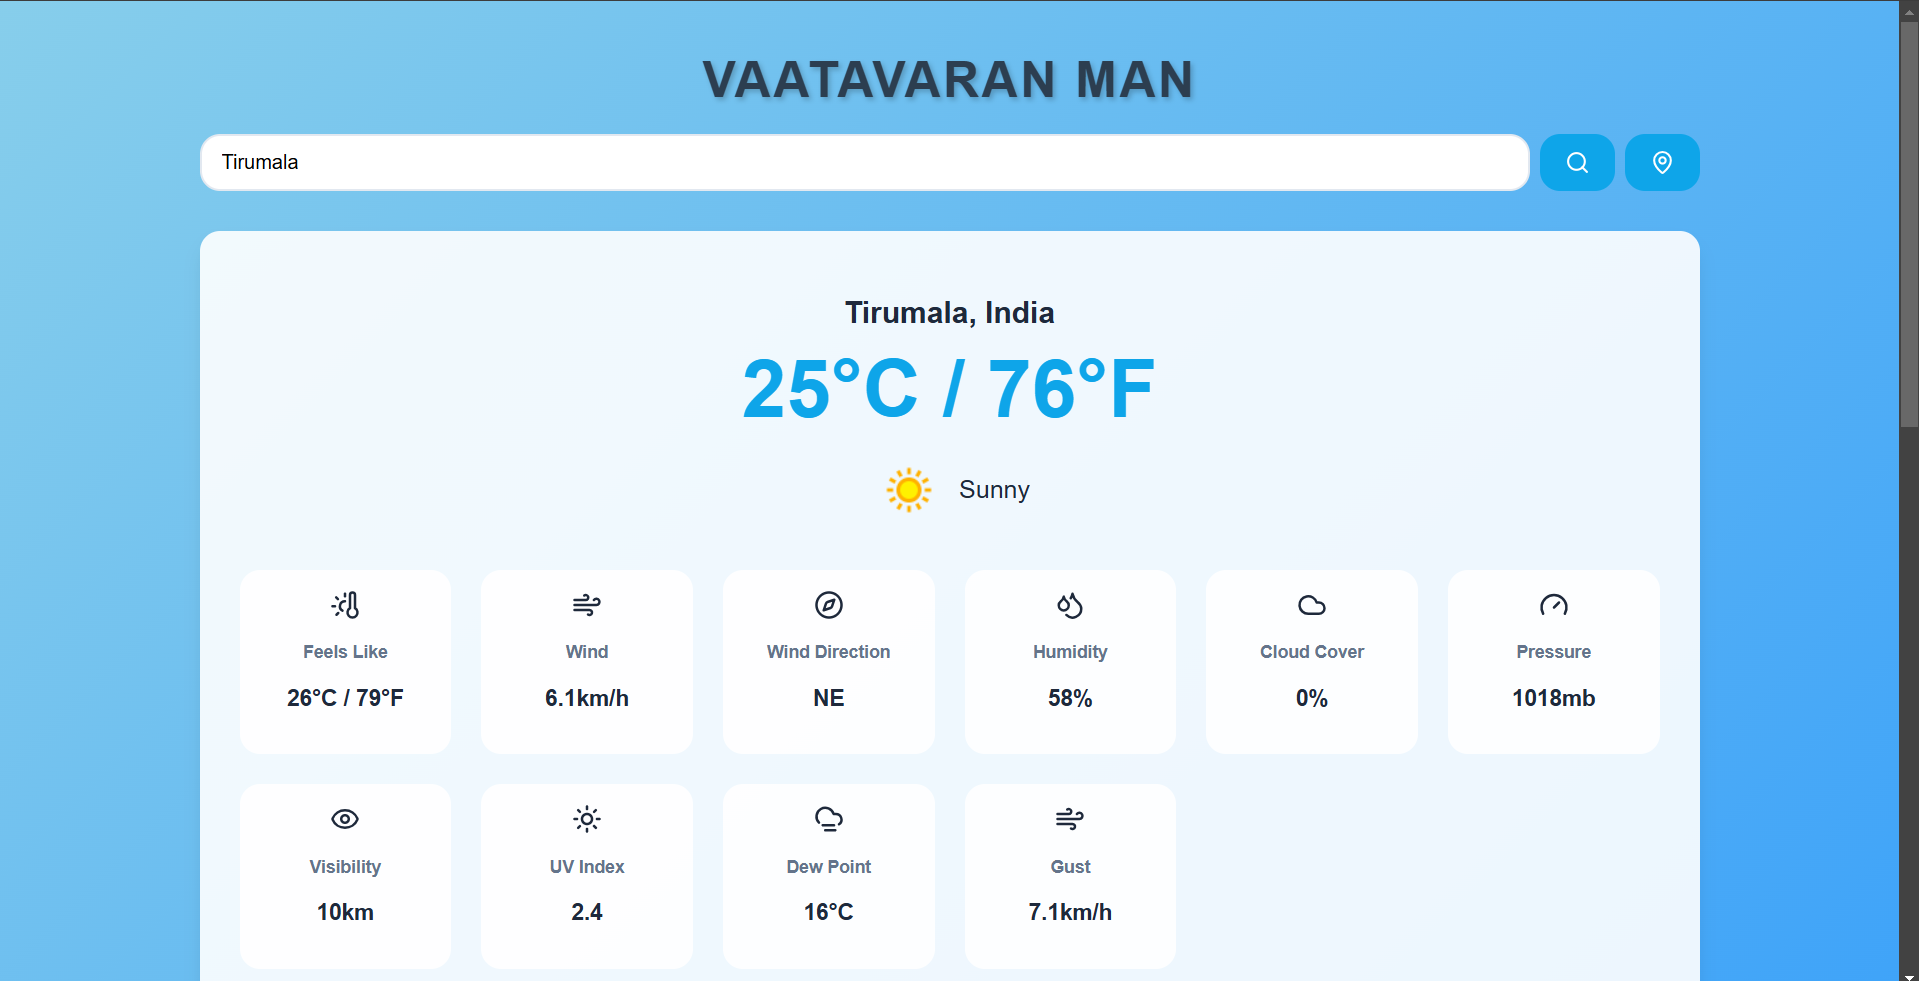 VAATAVARAN MAN
Tirumala
Tirumala, India
25°C / 76°F
Sunny
Feels Like
26°C / 79°F
Wind
6.1km/h
Wind Direction
NE
Humidity
58%
Cloud Cover
0%
Pressure
1018mb
Visibility
10km
UV Index
2.4
Dew Point
16°C
Gust
7.1km/h